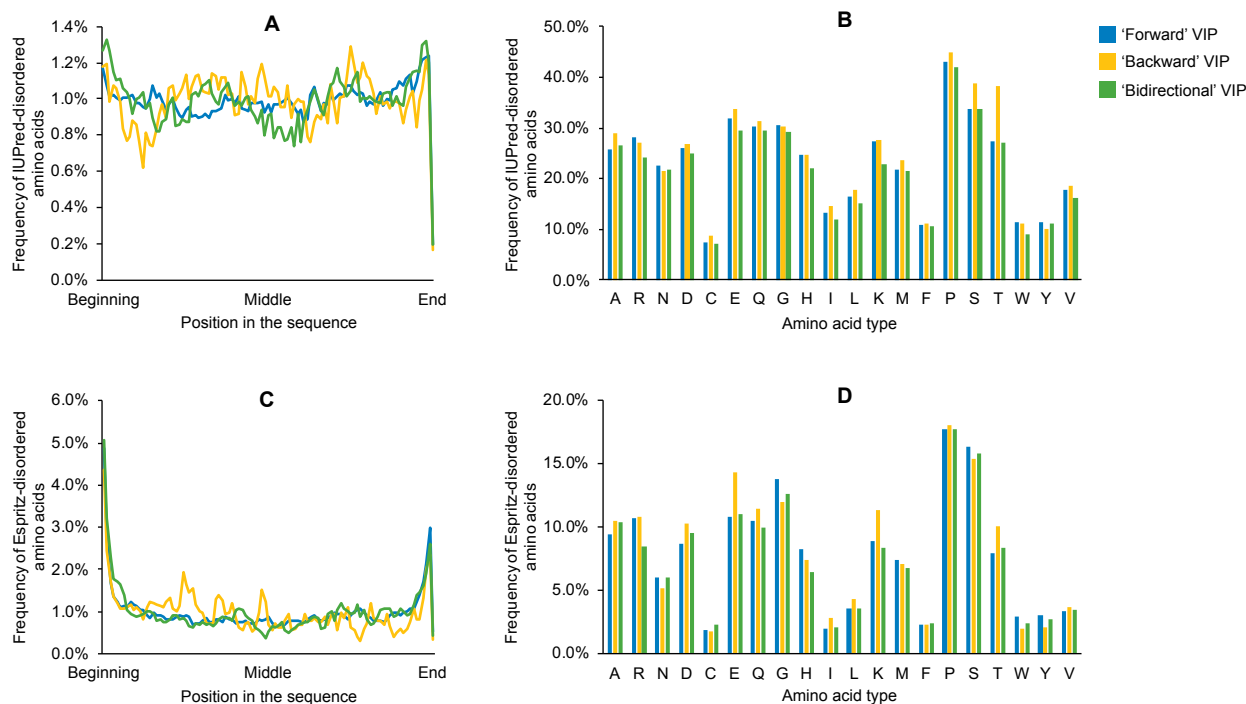 A
Frequency of IUPred-disordered
amino acids
1.4%
1.2%
1.0%
0.8%
0.6%
0.4%
0.2%
0.0%
Beginning Middle End
Position in the sequence
B
Frequency of IUPred-disordered
amino acids
50.0%
40.0%
30.0%
20.0%
10.0%
0.0%
A R N D C E Q G H I L K M F P S T W Y V
Amino acid type
‘Forward’ VIP
‘Backward’ VIP
‘Bidirectional’ VIP
C
Frequency of Espritz-disordered
amino acids
6.0%
5.0%
4.0%
3.0%
2.0%
1.0%
0.0%
Beginning Middle End
Position in the sequence
D
Frequency of Espritz-disordered
amino acids
20.0%
15.0%
10.0%
5.0%
0.0%
A R N D C E Q G H I L K M F P S T W Y V
Amino acid type